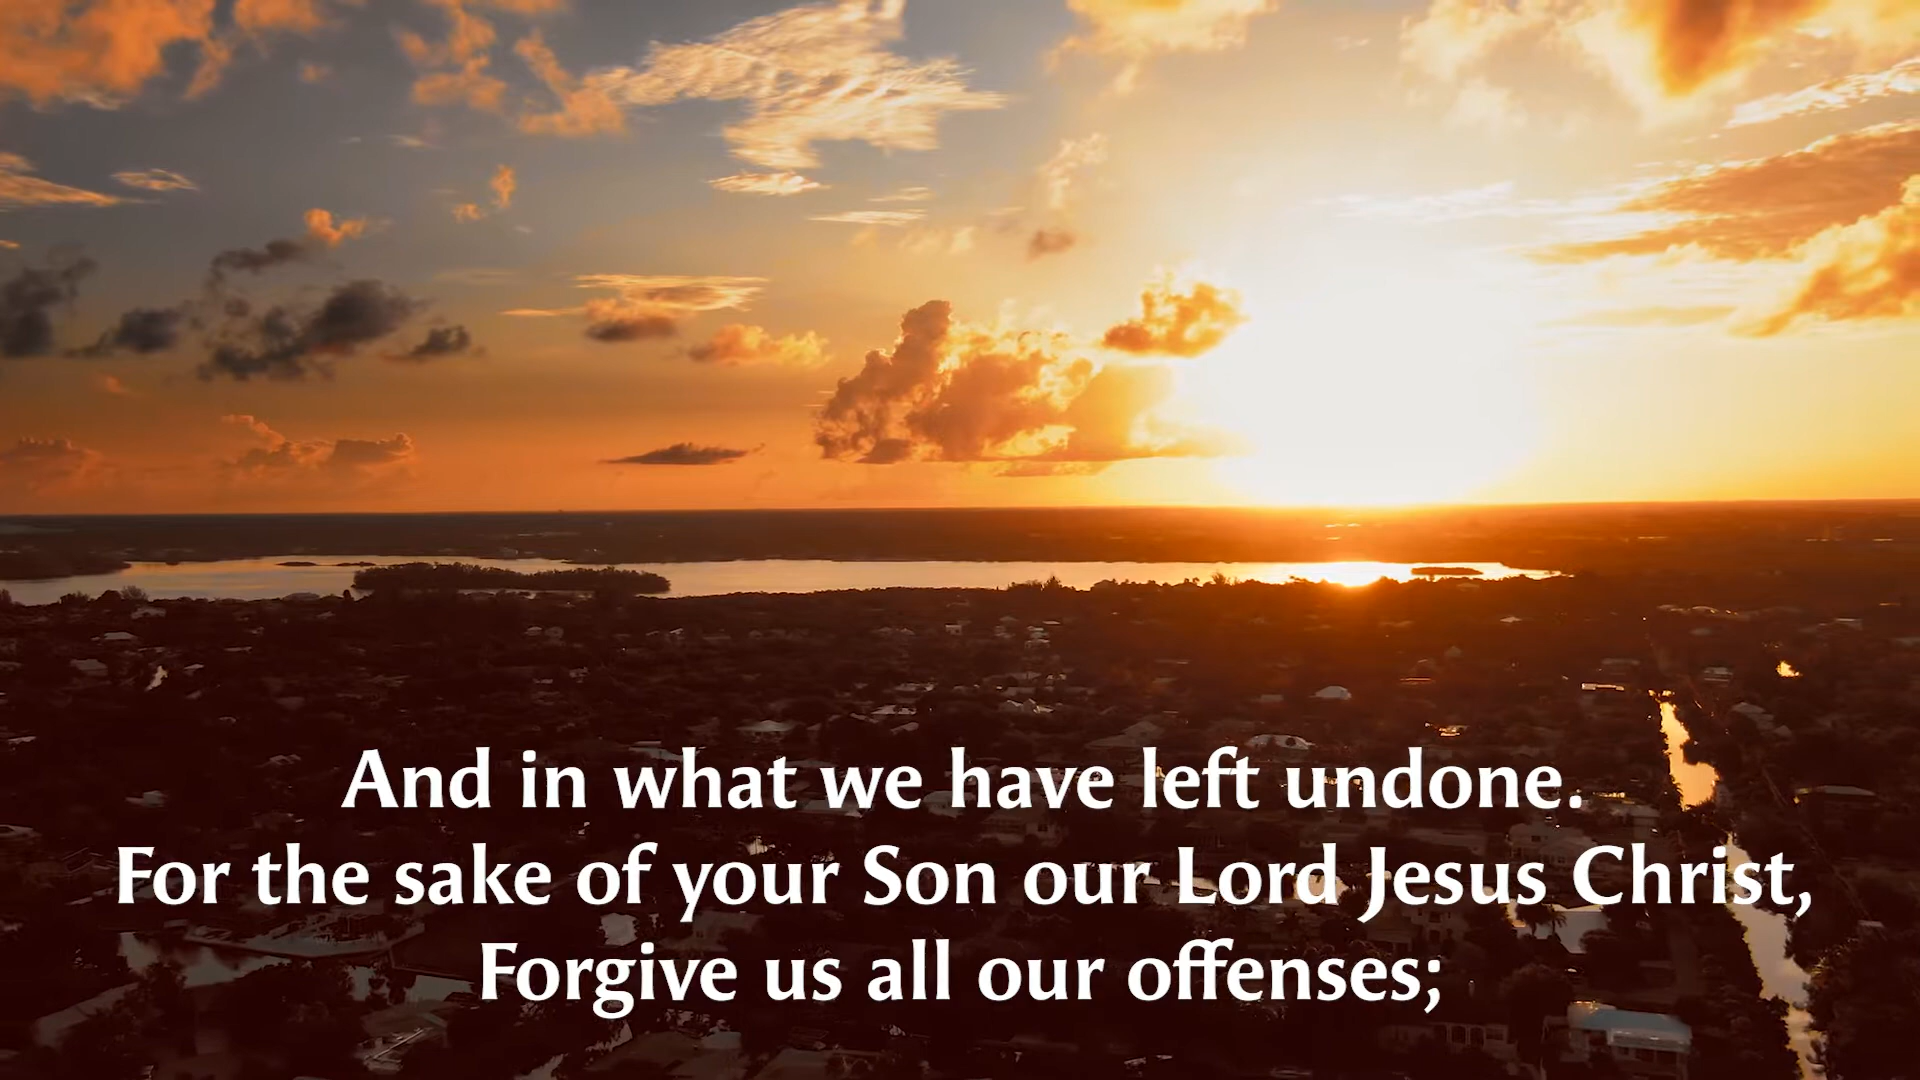 And in what we have left undone.
For the sake of your Son our Lord Jesus Christ,
Forgive us all our offenses;